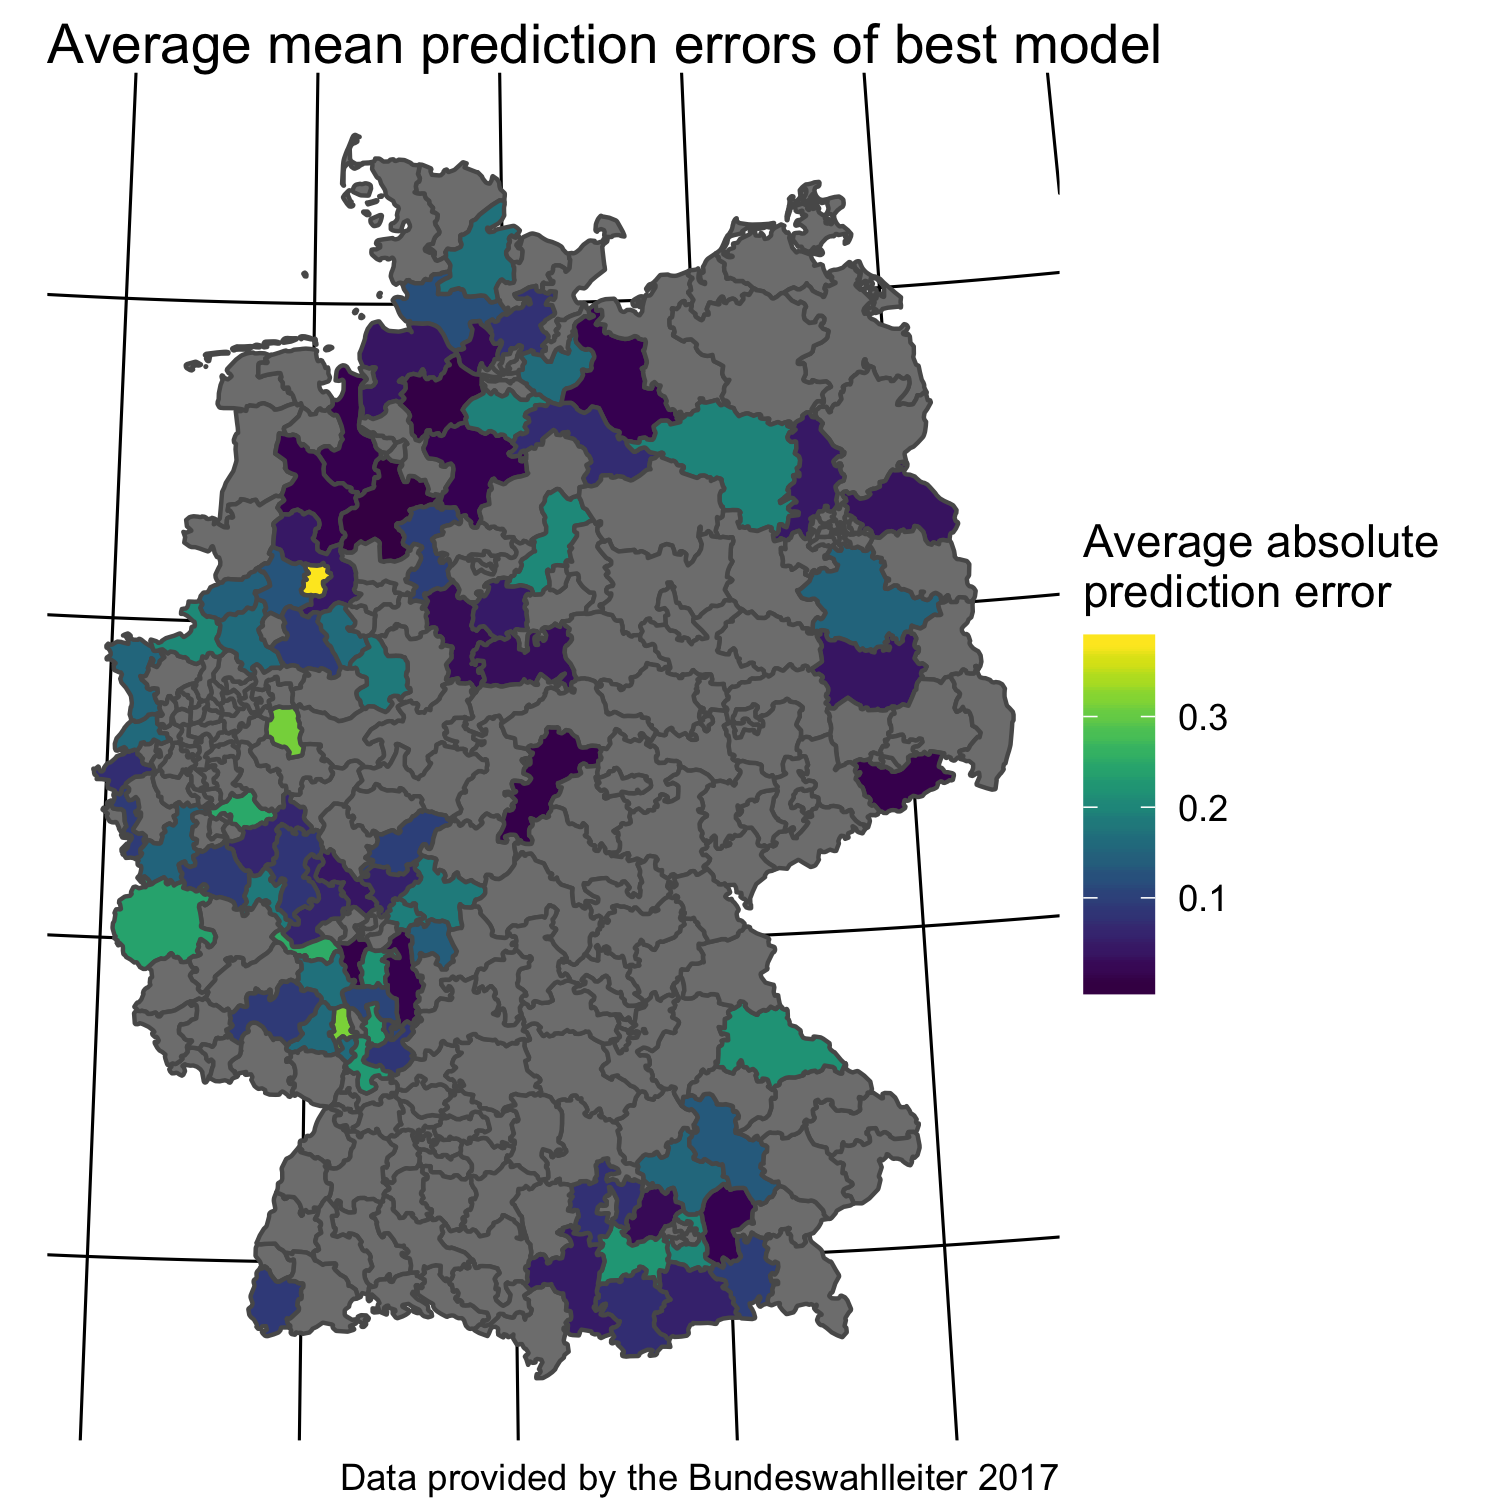 Average mean prediction errors of best model
Average absolute
prediction error
0.3
0.2
0.1
Data provided by the Bundeswahlleiter 2017